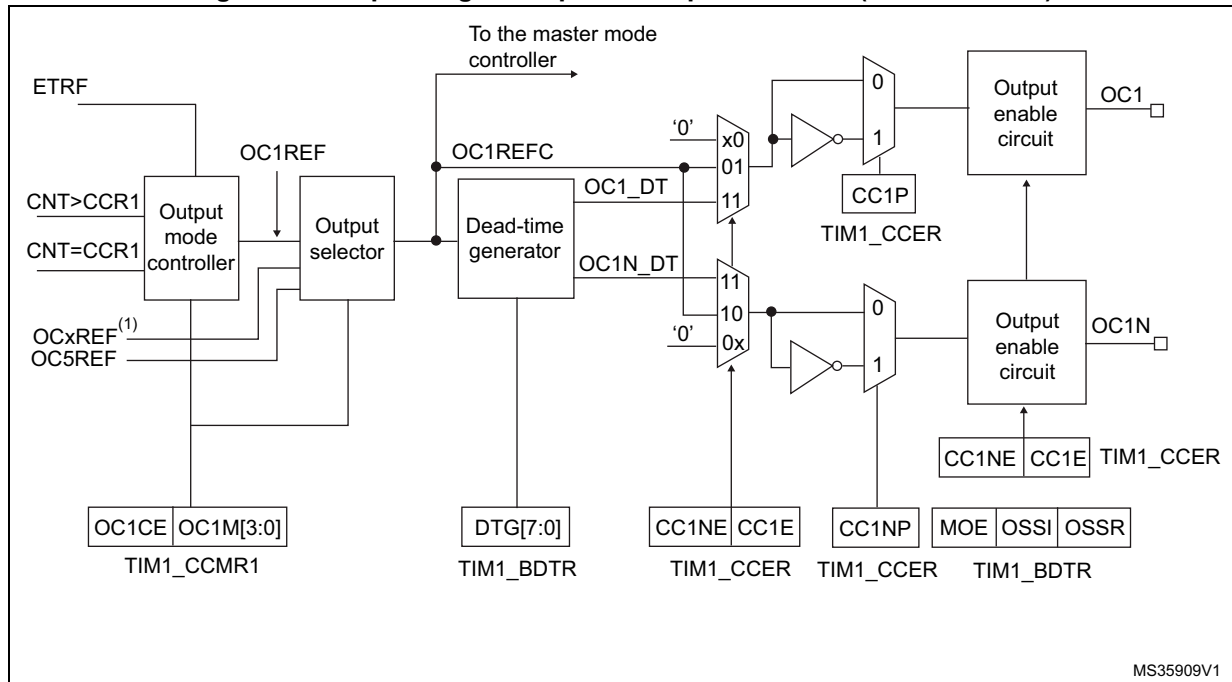 To the master mode
controller
ETRF
OC1REF
CNT>CCR1
CNT=CCR1
Output
mode
controller
Output
selector
OCxREF(1)
OC5REF
OC1REFC
Dead-time
generator
OC1_DT
OC1N_DT
'0'
x0
01
11
11
10
0x
'0'
0
1
CC1P
TIM1_CCER
0
1
Output
enable
circuit
OC1
Output
enable
circuit
OC1N
CC1NE CC1E TIM1_CCER
OC1CE OC1M[3:0]
TIM1_CCMR1
DTG[7:0]
TIM1_BDTR
CC1NE CC1E
TIM1_CCER
CC1NP
TIM1_CCER
MOE OSSI OSSR
TIM1_BDTR
MS35909V1